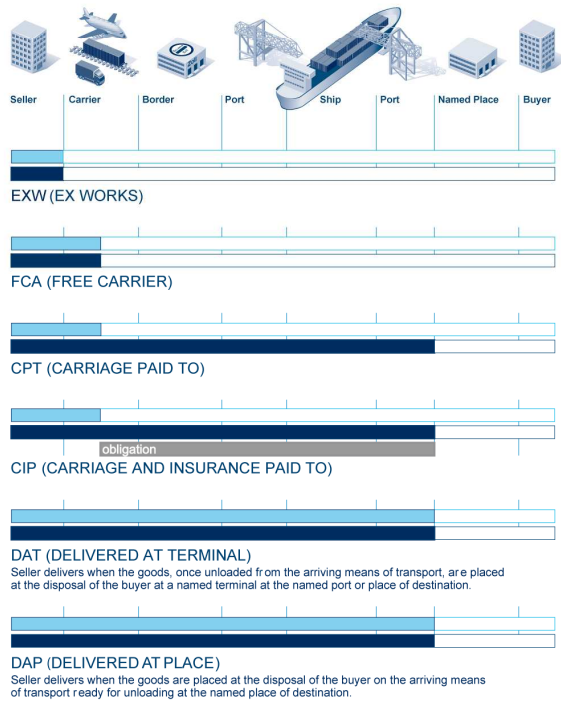 Seller Carrier Border Port Ship Port Named Place Buyer
EXW (EX WORKS)
FCA (FREE CARRIER)
CPT (CARRIAGE PAID TO)
obligation
CIP (CARRIAGE AND INSURANCE PAID TO)
DAT (DELIVERED AT TERMINAL)
Seller delivers when the goods, once unloaded from the arriving means of transport, are placed
at the disposal of the buyer at a named terminal at the named port or place of destination.
DAP (DELIVERED AT PLACE)
Seller delivers when the goods are placed at the disposal of the buyer on the arriving means
of transport ready for unloading at the named place of destination.